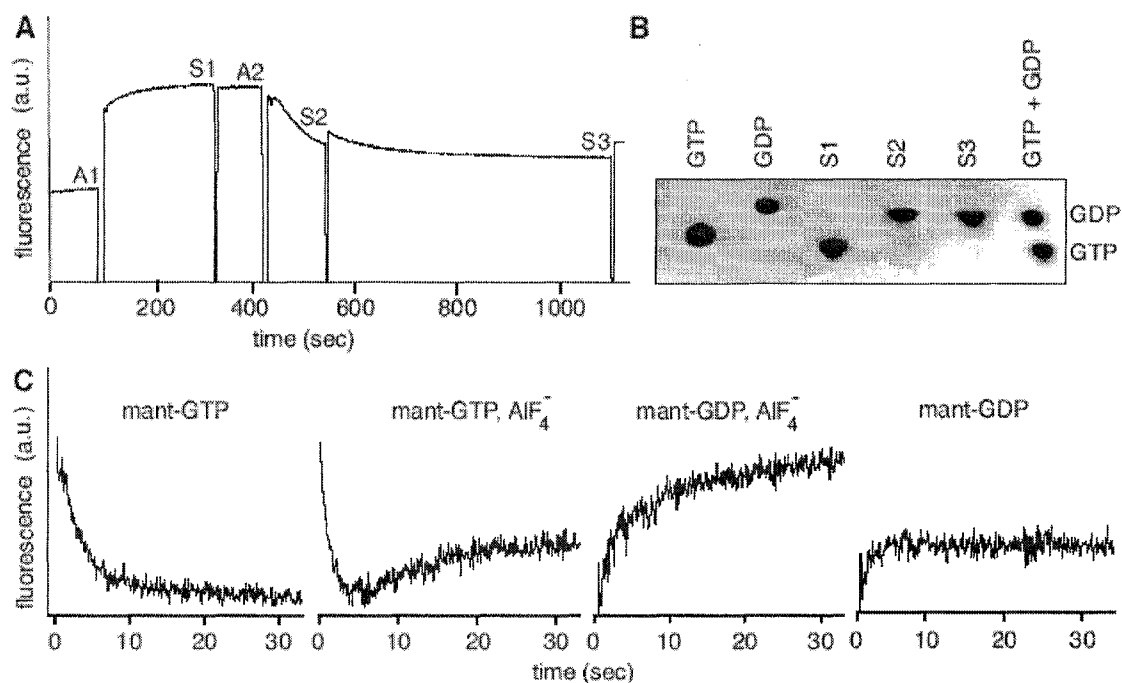 A
fluorescence (a.u.)
A1
S1
A2
S2
S3
0
200
400
600
800
1000
time (sec)
B
GTP
GDP
S1
S2
S3
GTP + GDP
GDP
GTP
C
fluorescence (a.u.)
mant-GTP
mant-GTP, AlF4-
mant-GDP, AlF4-
mant-GDP
0 10 20 30
0 10 20 30
0 10 20 30
0 10 20 30
time (sec)